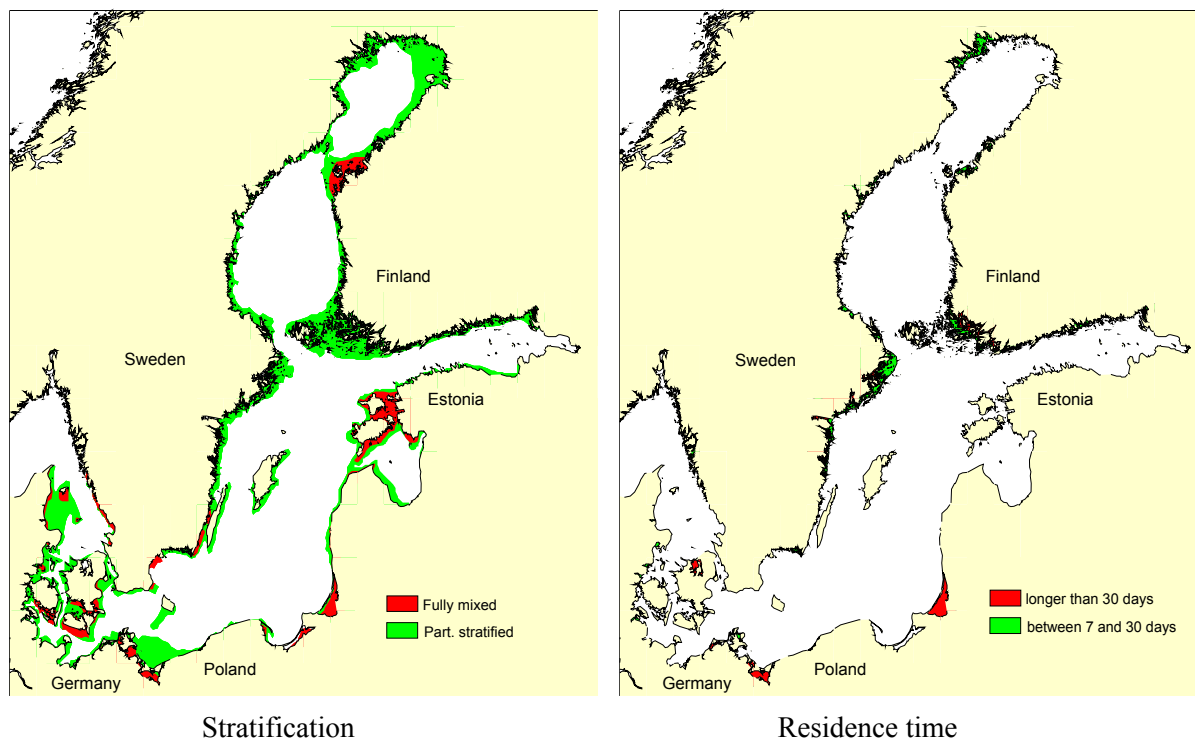 Finland
Sweden
Estonia
Fully mixed
Part. stratified
Poland
Germany
Stratification
Finland
Sweden
Estonia
longer than 30 days
between 7 and 30 days
Poland
Germany
Residence time